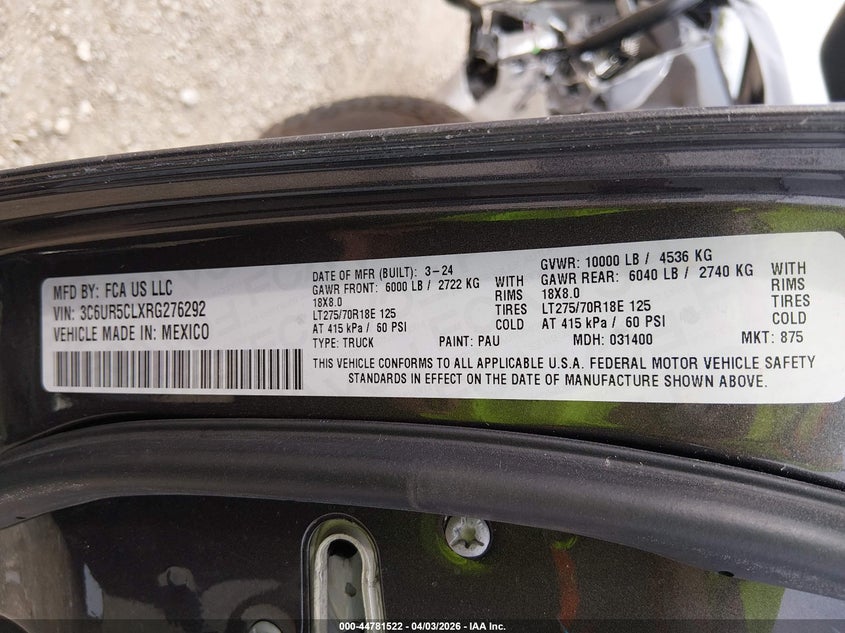 MFD BY: FCA US LLC
VIN: 3C6UR5CLXRG276292
VEHICLE MADE IN: MEXICO
DATE OF MFR (BUILT): 3-24
GAWR FRONT: 6000 LB / 2722 KG WITH
18X8.0 RIMS
LT275/70R18E 125 TIRES
AT 415 kPa / 60 PSI COLD
TYPE: TRUCK PAINT: PAU
GVWR: 10000 LB / 4536 KG
GAWR REAR: 6040 LB / 2740 KG WITH
18X8.0 RIMS
LT275/70R18E 125 TIRES
AT 415 kPa / 60 PSI COLD
MDH: 031400 MKT: 875
THIS VEHICLE CONFORMS TO ALL APPLICABLE U.S.A. FEDERAL MOTOR VEHICLE SAFETY
STANDARDS IN EFFECT ON THE DATE OF MANUFACTURE SHOWN ABOVE.
000-44781522 - 04/03/2026 - IAA Inc.